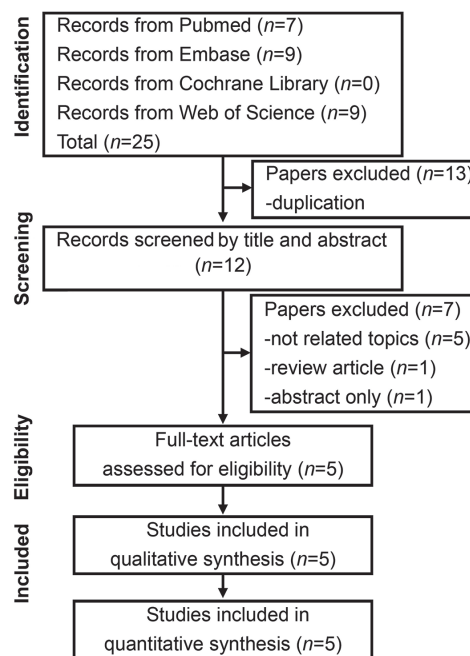 Identification
Records from Pubmed (n=7)
Records from Embase (n=9)
Records from Cochrane Library (n=0)
Records from Web of Science (n=9)
Total (n=25)
Papers excluded (n=13)
-duplication
Screening
Records screened by title and abstract
(n=12)
Papers excluded (n=7)
-not related topics (n=5)
-review article (n=1)
-abstract only (n=1)
Eligibility
Full-text articles
assessed for eligibility (n=5)
Included
Studies included in
qualitative synthesis (n=5)
Studies included in
quantitative synthesis (n=5)